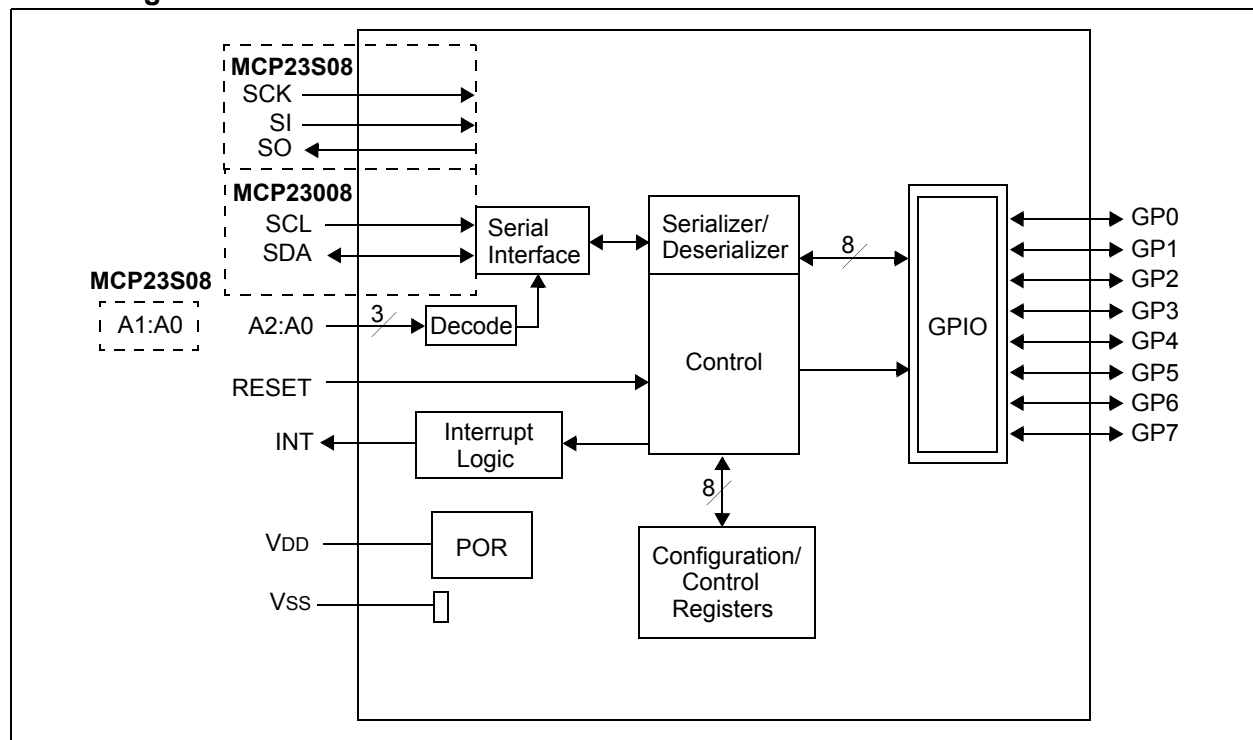 MCP23S08
SCK
SI
SO
MCP23008
SCL
SDA
MCP23S08
A1:A0
A2:A0
3
Decode
Serial
Interface
Serializer/
Deserializer
8
Control
GPIO
GP0
GP1
GP2
GP3
GP4
GP5
GP6
GP7
RESET
INT
Interrupt
Logic
8
VDD
POR
Configuration/
Control
Registers
VSS